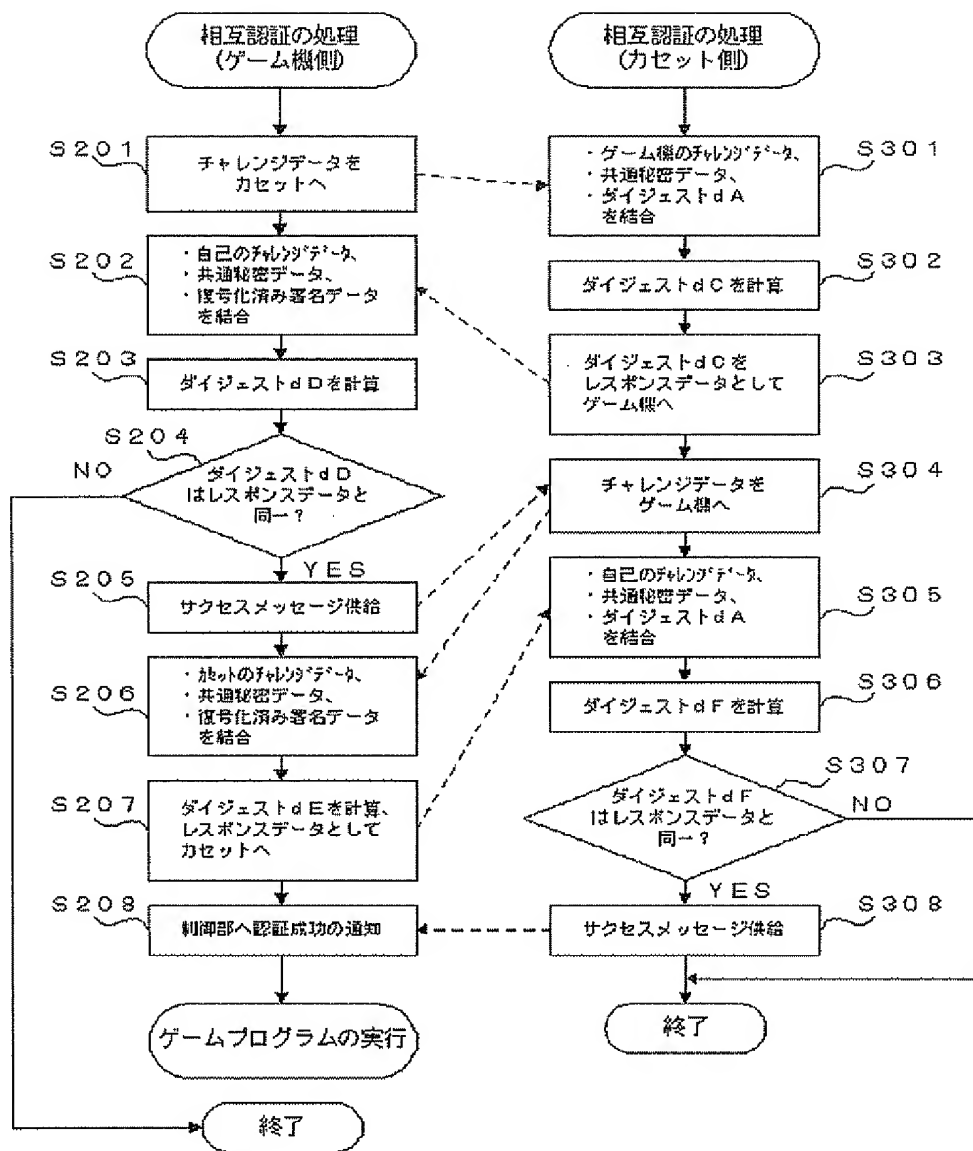 相互認証の処理
(ゲーム機側)
S201
チャレンジデータを
カセットへ
S202
・自己のチャレンジデータ、
・共通秘密データ、
・復号化済み署名データ
を結合
S203
ダイジェストdDを計算
S204
NO
ダイジェストdD
はレスポンスデータと
同一?
YES
S205
サクセスメッセージ供給
S206
・カセットのチャレンジデータ、
・共通秘密データ、
・復号化済み署名データ
を結合
S207
ダイジェストdEを計算、
レスポンスデータとして
カセットへ
S208
制御部へ認証成功の通知
ゲームプログラムの実行
終了
相互認証の処理
(カセット側)
S301
・ゲーム機のチャレンジデータ、
・共通秘密データ、
・ダイジェストdA
を結合
S302
ダイジェストdCを計算
S303
ダイジェストdCを
レスポンスデータとして
ゲーム機へ
S304
チャレンジデータを
ゲーム機へ
S305
・自己のチャレンジデータ、
・共通秘密データ、
・ダイジェストdA
を結合
S306
ダイジェストdFを計算
S307
ダイジェストdF
はレスポンスデータと
同一?
NO
YES
S308
サクセスメッセージ供給
終了